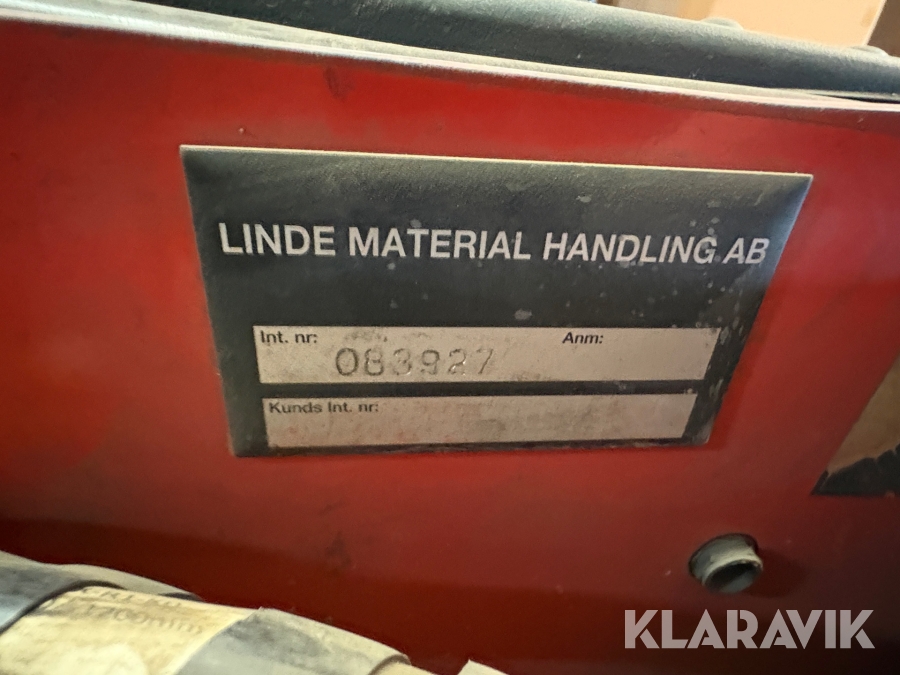 LINDE MATERIAL HANDLING AB
Int. nr: Anm:
083927
Kunds Int. nr:
KLARAVIK